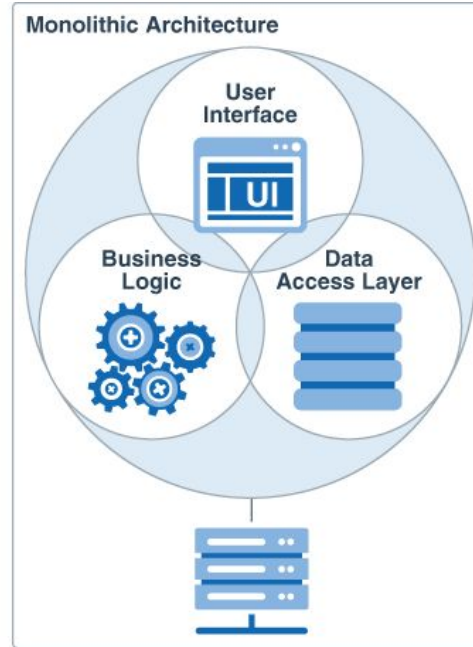 Monolithic Architecture
User
Interface
UI
Business
Logic
Data
Access Layer